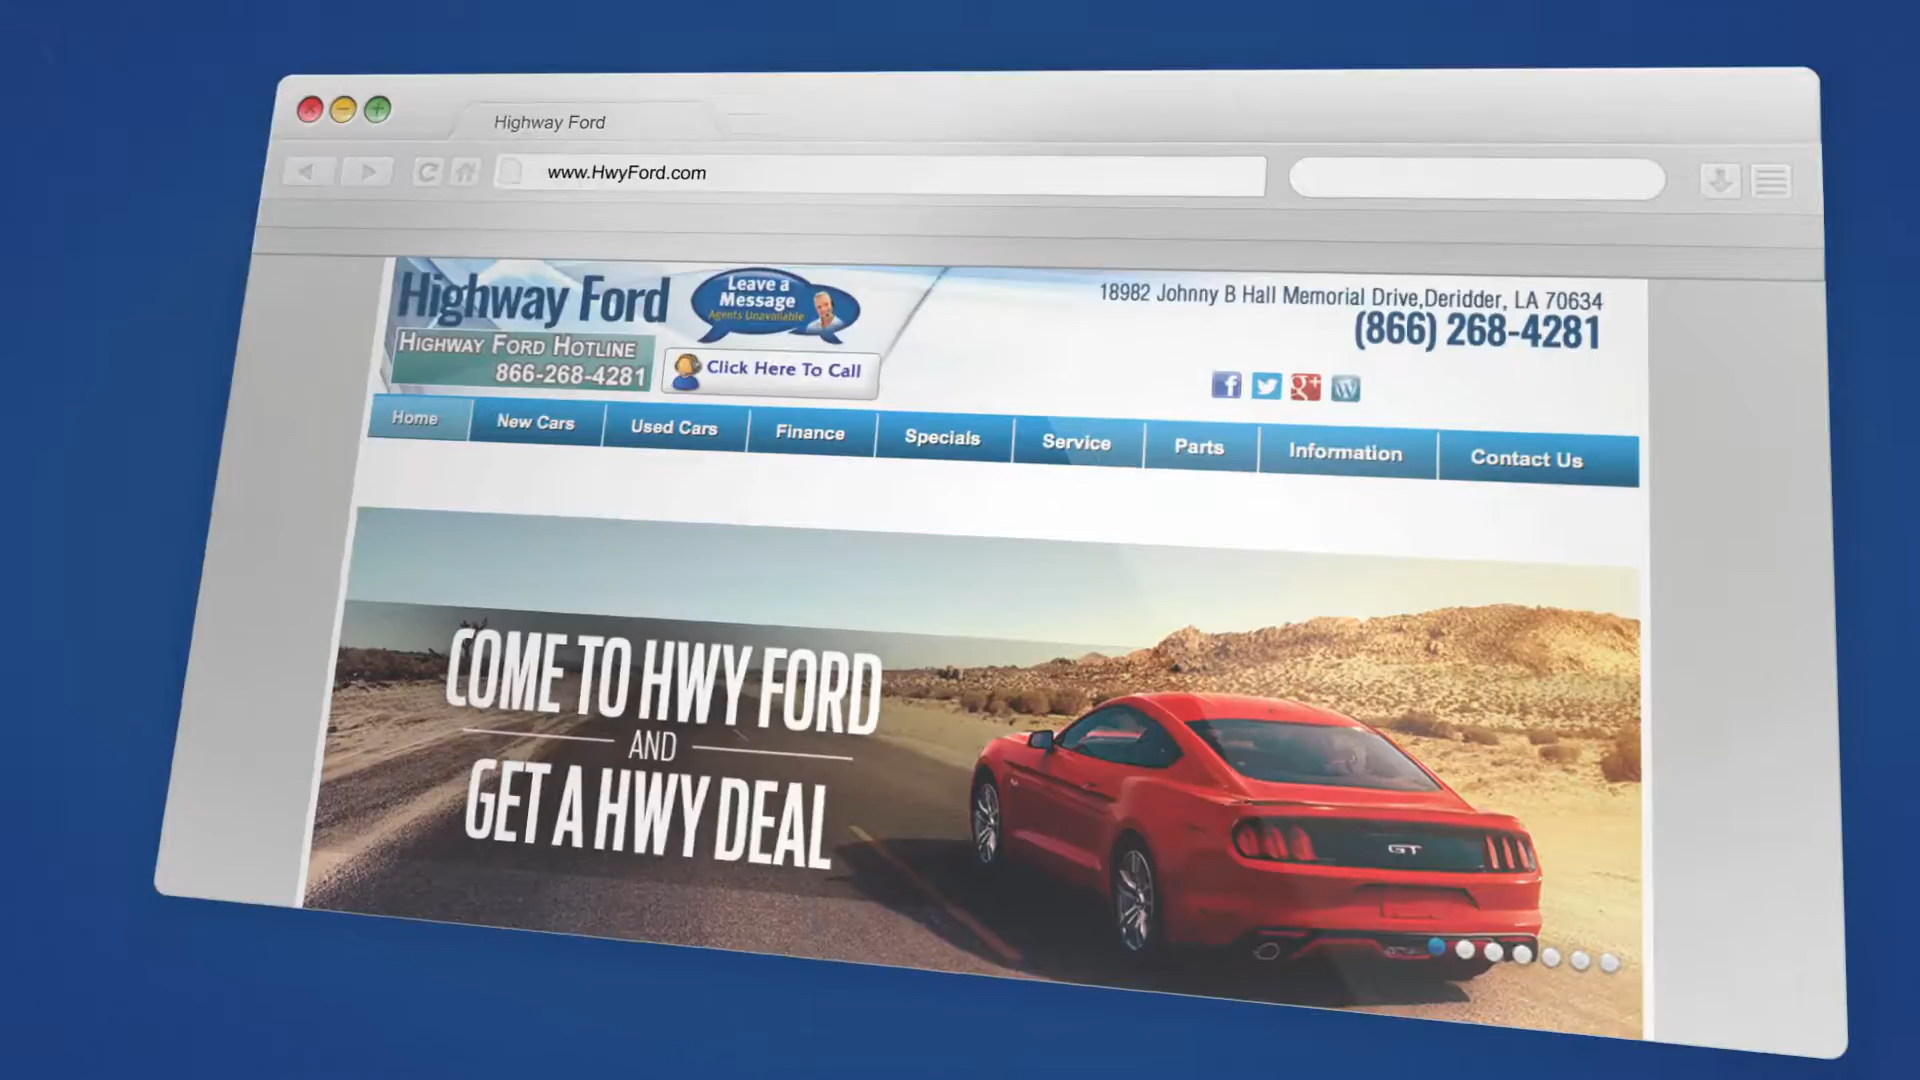 Highway Ford
www.HwyFord.com
Highway Ford
Leave a
Message
Agents Unavailable
18982 Johnny B Hall Memorial Drive,Deridder, LA 70634
(866) 268-4281
Highway Ford Hotline
866-268-4281
Click Here To Call
Home New Cars Used Cars Finance Specials Service Parts Information Contact Us
COME TO HWY FORD
AND
GET A HWY DEAL
GT